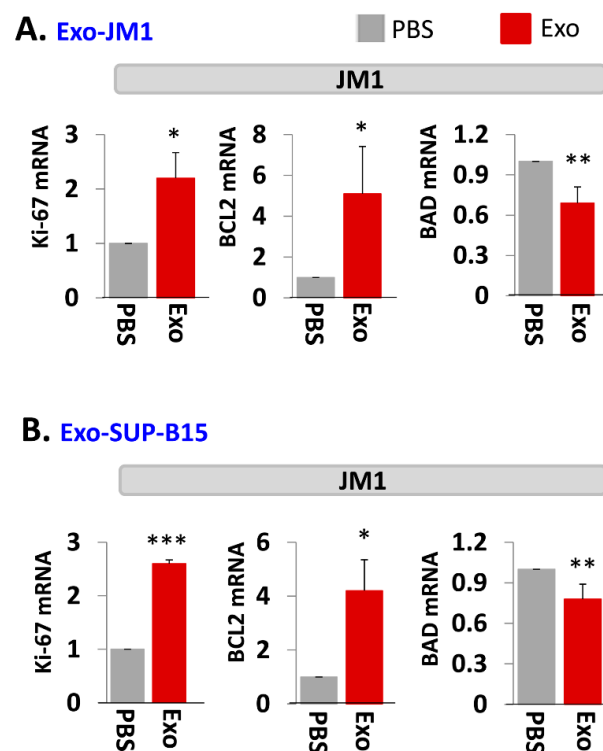 A. Exo-JM1
PBS
Exo
JM1
Ki-67 mRNA
3
2
1
0
PBS
Exo
*
BCL2 mRNA
8
6
4
2
0
PBS
Exo
*
BAD mRNA
1.2
0.9
0.6
0.3
0
PBS
Exo
**
B. Exo-SUP-B15
JM1
Ki-67 mRNA
3
2
1
0
PBS
Exo
***
BCL2 mRNA
6
4
2
0
PBS
Exo
*
BAD mRNA
1.2
0.9
0.6
0.3
0
PBS
Exo
**